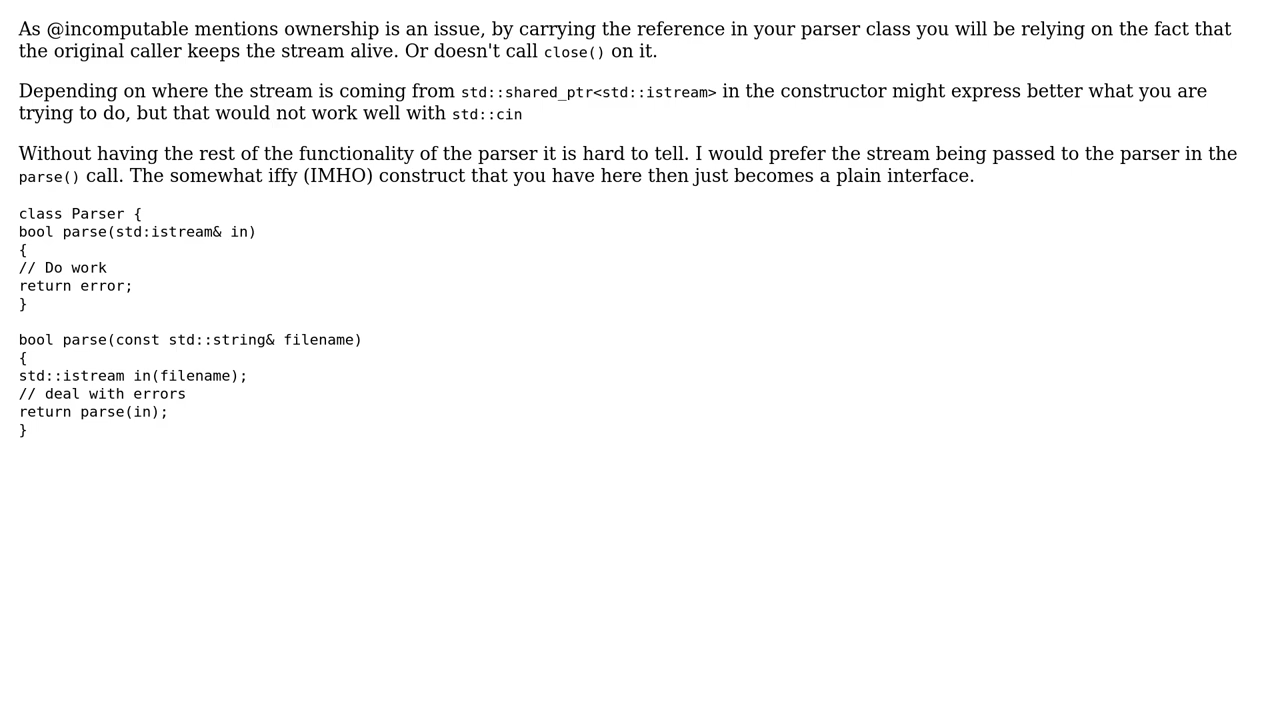 As @incomputable mentions ownership is an issue, by carrying the reference in your parser class you will be relying on the fact that
the original caller keeps the stream alive. Or doesn't call close() on it.
Depending on where the stream is coming from std::shared_ptr<std::istream> in the constructor might express better what you are
trying to do, but that would not work well with std::cin
Without having the rest of the functionality of the parser it is hard to tell. I would prefer the stream being passed to the parser in the
parse() call. The somewhat iffy (IMHO) construct that you have here then just becomes a plain interface.
class Parser {
bool parse(std:istream& in)
{
// Do work
return error;
}
bool parse(const std::string& filename)
{
std::istream in(filename);
// deal with errors
return parse(in);
}